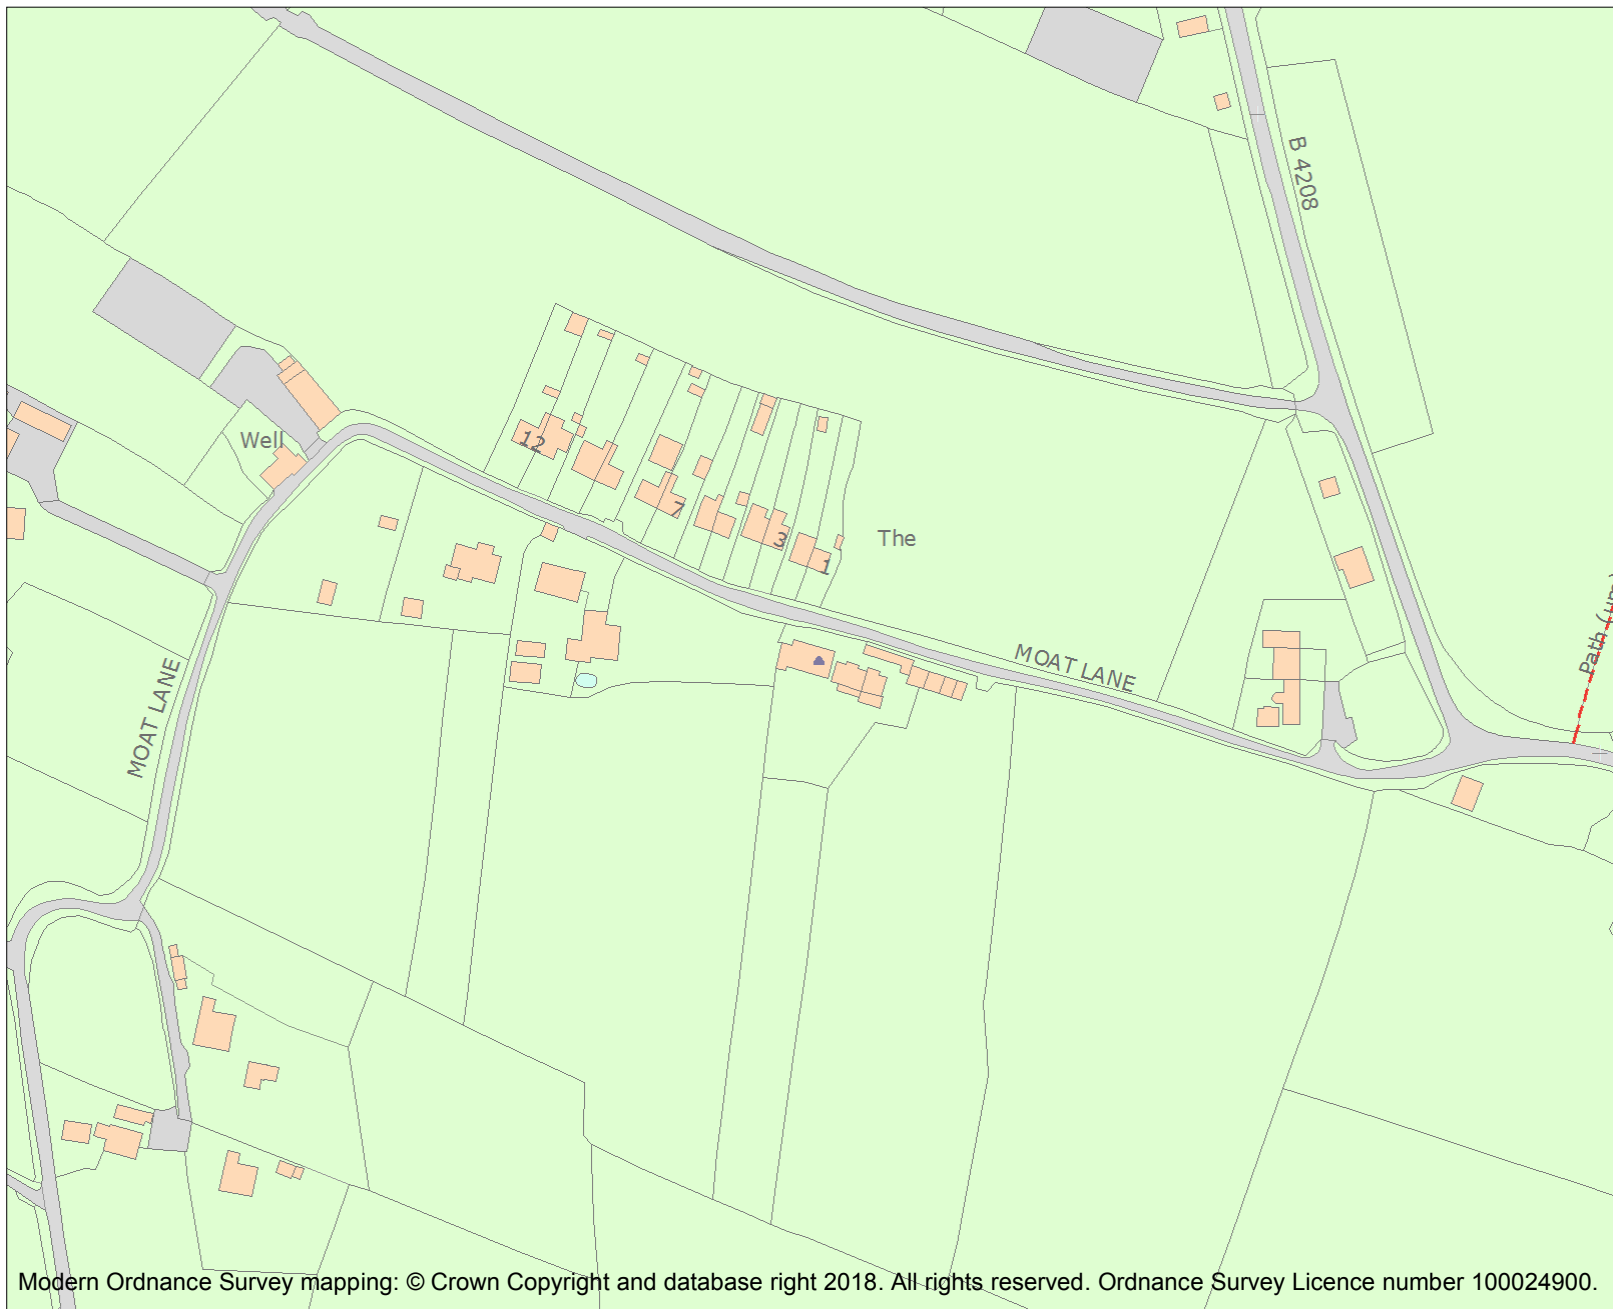 B 4208
Well
12
7
3
1
The
MOAT LANE
MOAT LANE
Path
Modern Ordnance Survey mapping: © Crown Copyright and database right 2018. All rights reserved. Ordnance Survey Licence number 100024900.